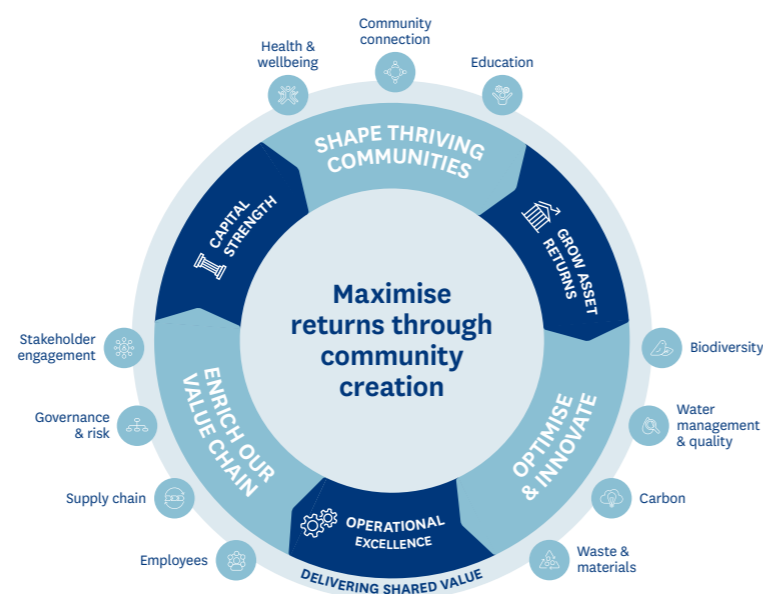 Community
connection
Health &
wellbeing
Education
SHAPE THRIVING
COMMUNITIES
CAPITAL
STRENGTH
GROW ASSET
RETURNS
Maximise
returns through
community
creation
Stakeholder
engagement
Governance
& risk
Supply chain
Employees
ENRICH OUR
VALUE CHAIN
OPTIMISE
& INNOVATE
Biodiversity
Water
management
& quality
Carbon
Waste &
materials
OPERATIONAL
EXCELLENCE
DELIVERING SHARED VALUE